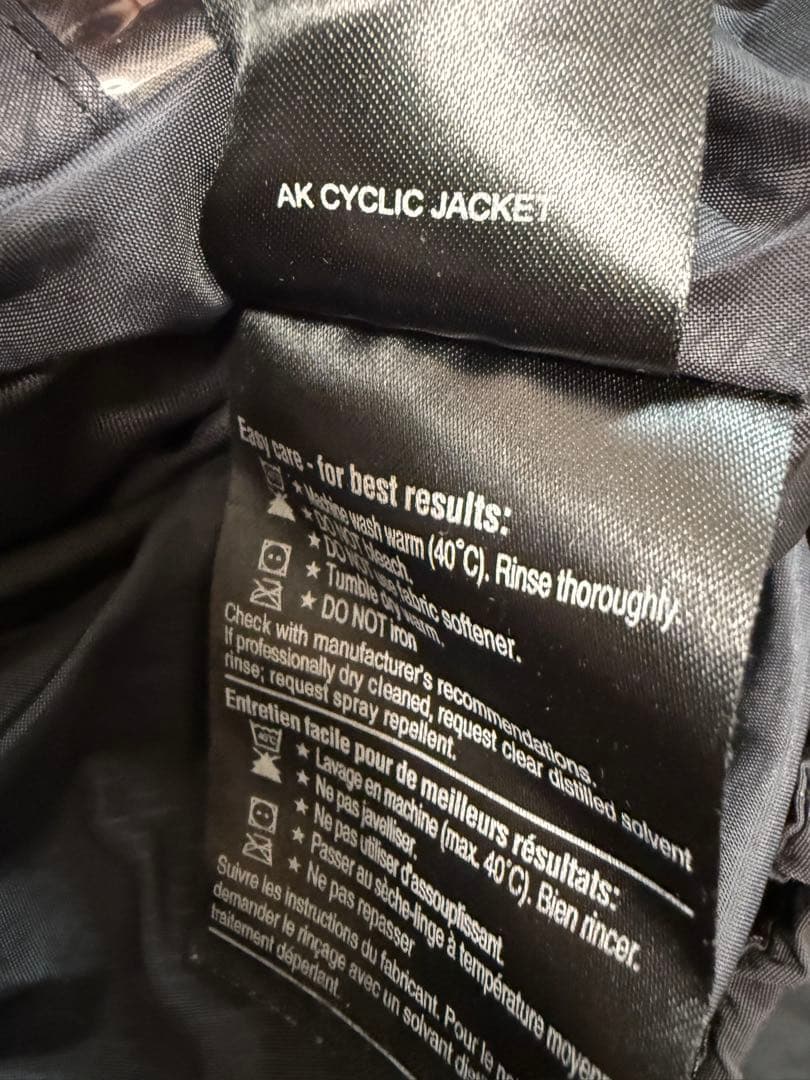 AK CYCLIC JACKET
Easy care - for best results:
★ Machine wash warm (40°C). Rinse thoroughly.
★ DO NOT bleach.
★ DO NOT use fabric softener.
★ Tumble dry warm.
★ DO NOT iron
Check with manufacturer's recommendations.
If professionally dry cleaned, request clear distilled solvent
rinse; request spray repellent.
Entretien facile pour de meilleurs résultats:
★ Lavage en machine (max. 40°C). Bien rincer.
★ Ne pas javelliser.
★ Ne pas utiliser d'assouplissant.
★ Passer au sèche-linge à température moyen
★ Ne pas repasser
Suivre les instructions du fabricant. Pour le
demander le rinçage avec un solvant
traitement déperlant.